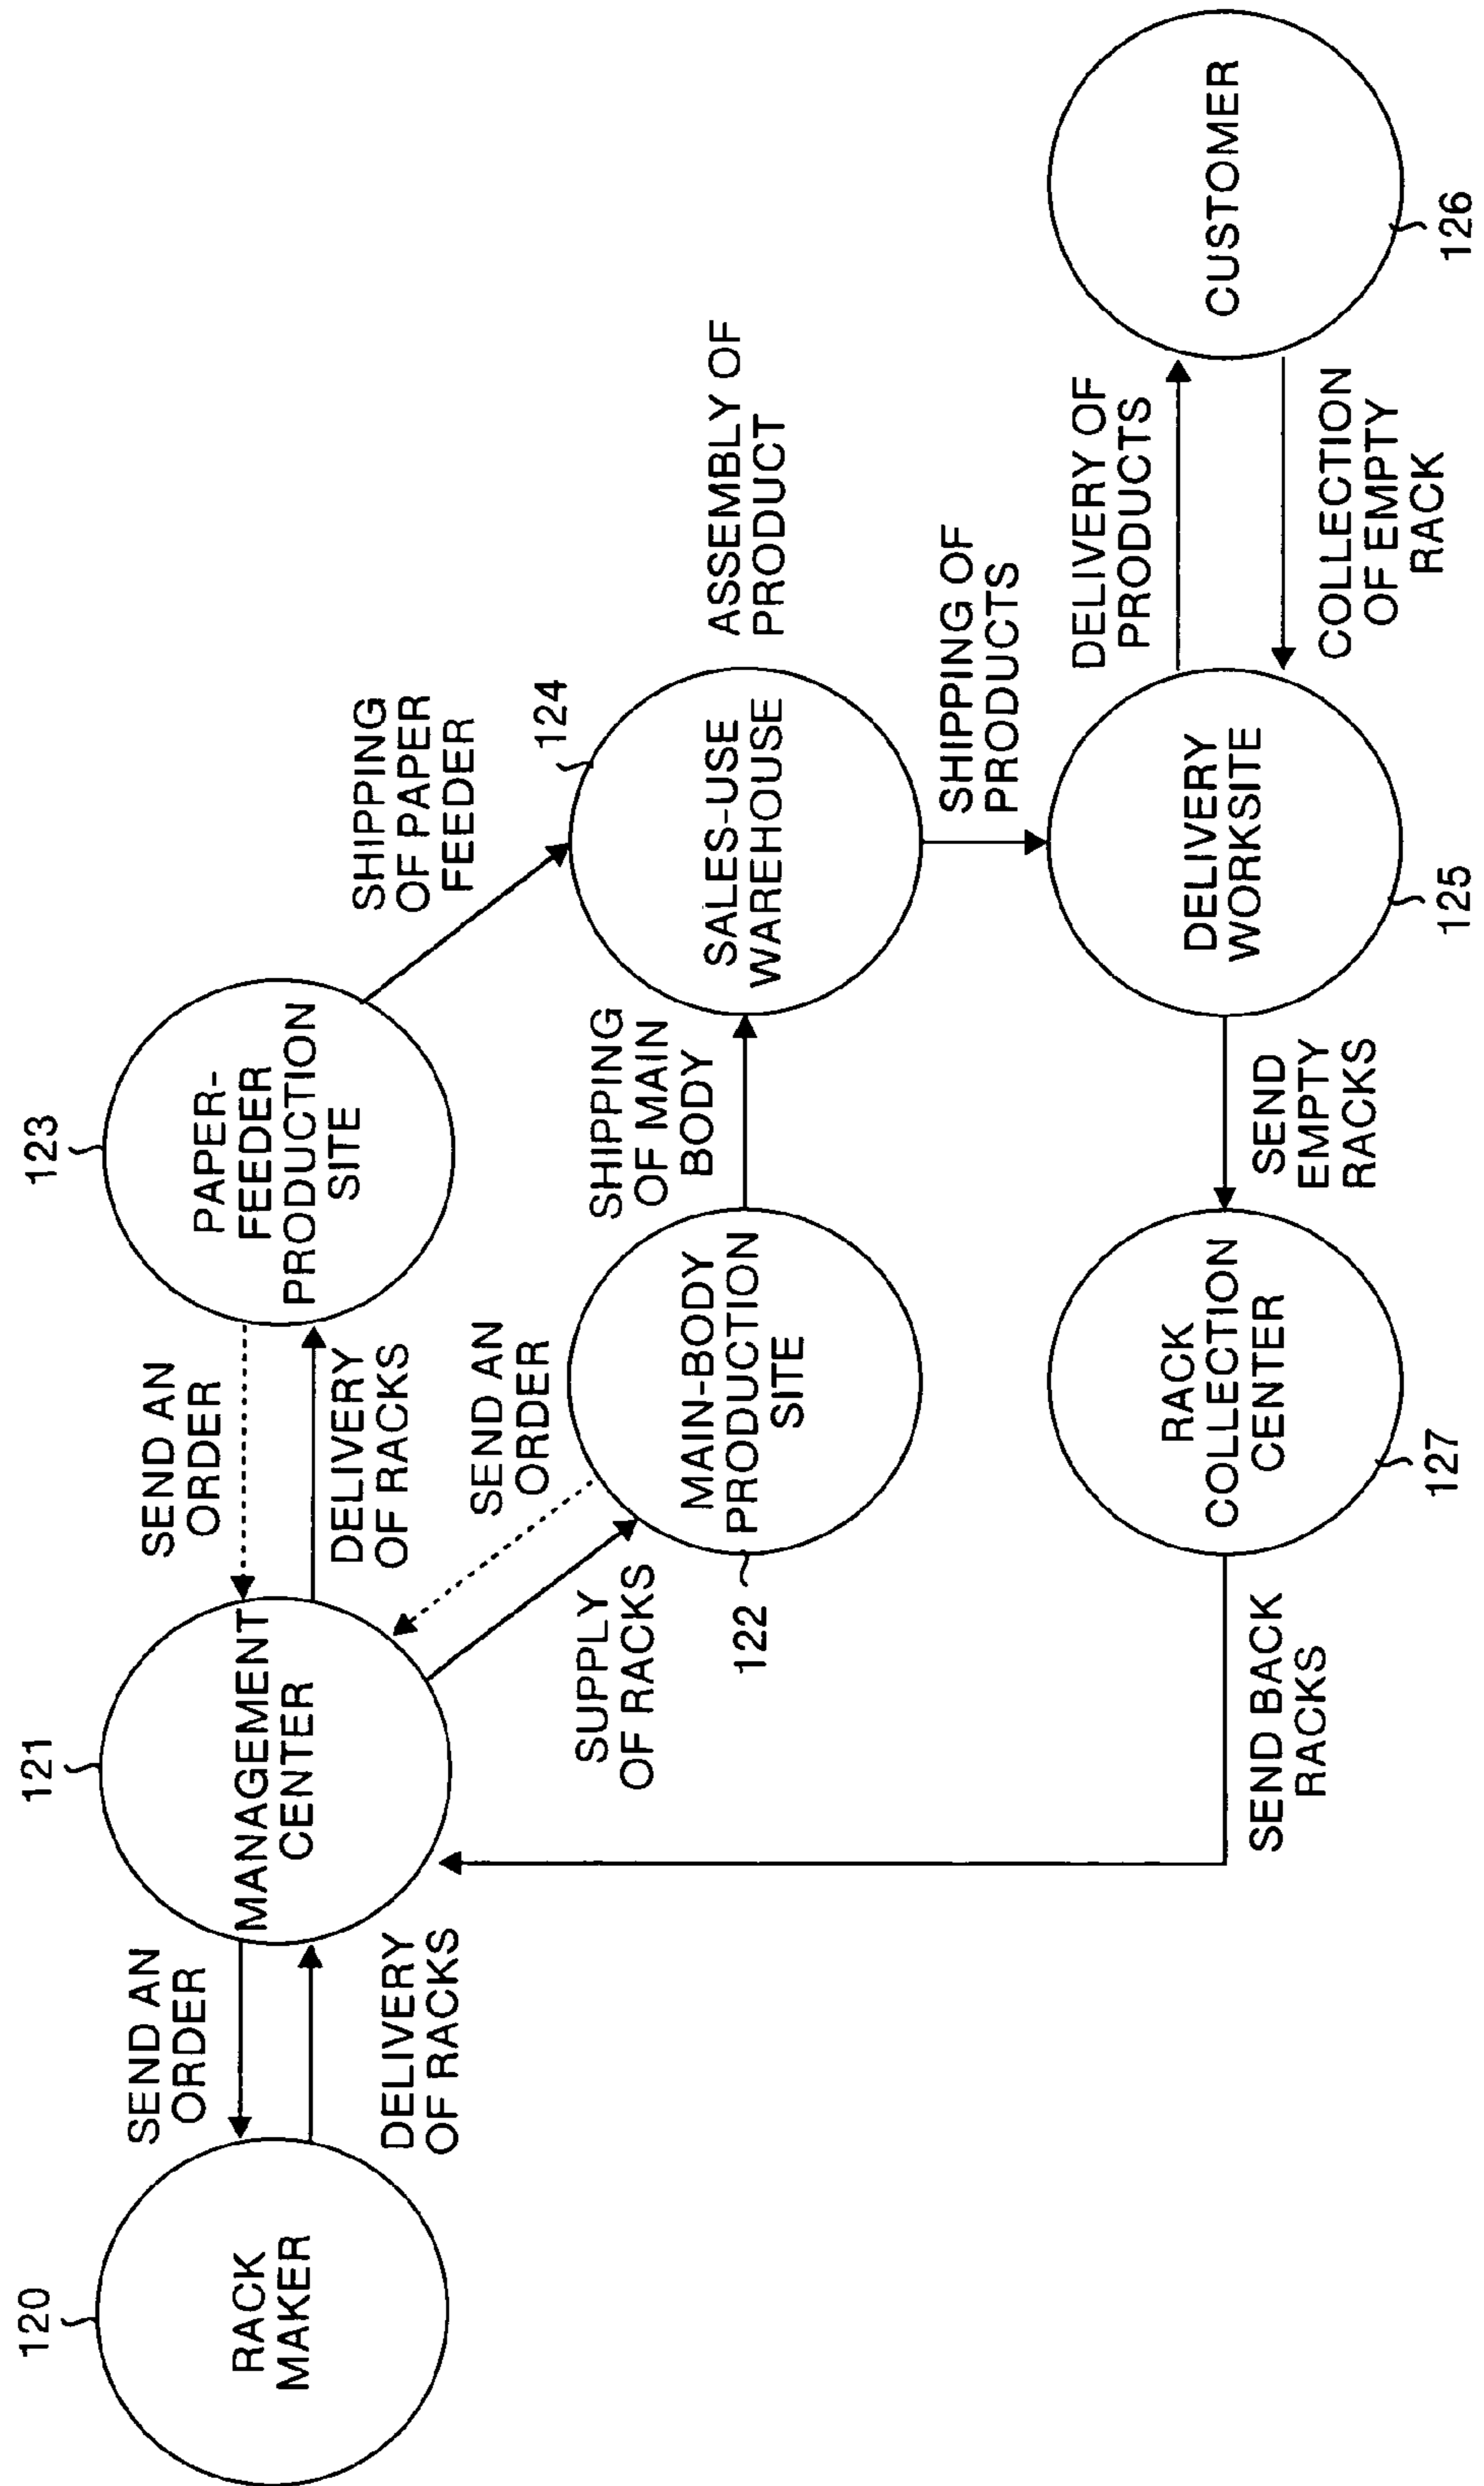 120
RACK
MAKER
SEND AN
ORDER
DELIVERY
OF RACKS
121
MANAGEMENT
CENTER
SEND AN
ORDER
DELIVERY
OF RACKS
123
PAPER-
FEEDER
PRODUCTION
SITE
SHIPPING
OF PAPER
FEEDER
SUPPLY
OF RACKS
SEND AN
ORDER
122
MAIN-BODY
PRODUCTION
SITE
SHIPPING
OF MAIN
BODY
124
SALES-USE
WAREHOUSE
ASSEMBLY OF
PRODUCT
SHIPPING OF
PRODUCTS
SEND BACK
RACKS
127
RACK
COLLECTION
CENTER
SEND
EMPTY
RACKS
125
DELIVERY
WORKSITE
DELIVERY OF
PRODUCTS
COLLECTION
OF EMPTY
RACK
126
CUSTOMER